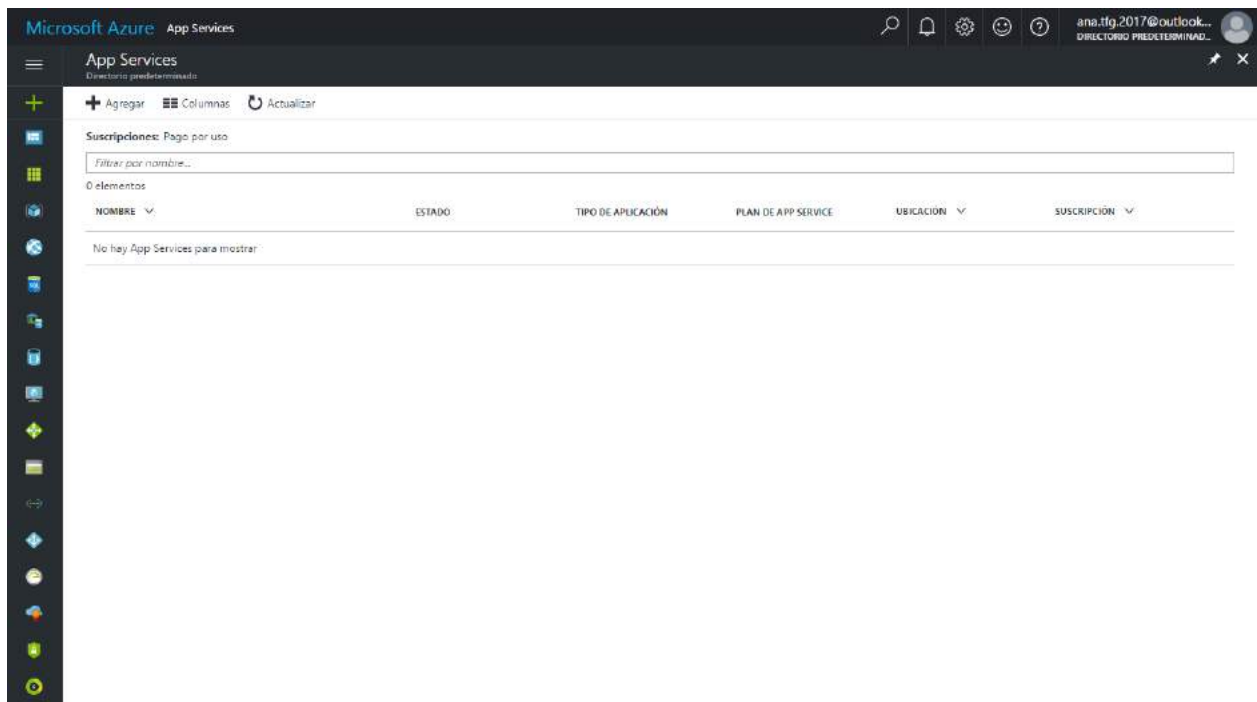 Microsoft Azure App Services
ana.tfg.2017@outlook...
DIRECTORIO PREDETERMINAD...
App Services
Directorio predeterminado
Agregar Columnas Actualizar
Suscripciones: Pago por uso
Filtrar por nombre...
0 elementos
NOMBRE ESTADO TIPO DE APLICACIÓN PLAN DE APP SERVICE UBICACIÓN SUSCRIPCIÓN
No hay App Services para mostrar